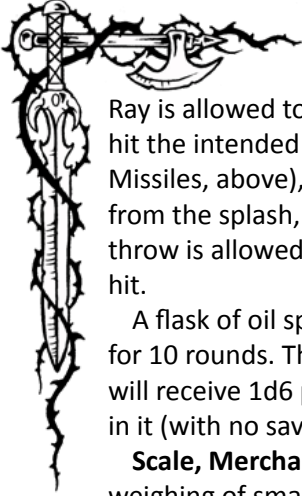 Ray is allowed to
hit the intended
Missiles, above),
from the splash,
throw is allowed
hit.
A flask of oil sp
for 10 rounds. Th
will receive 1d6 p
in it (with no sav
Scale, Mercha
weighing of sma